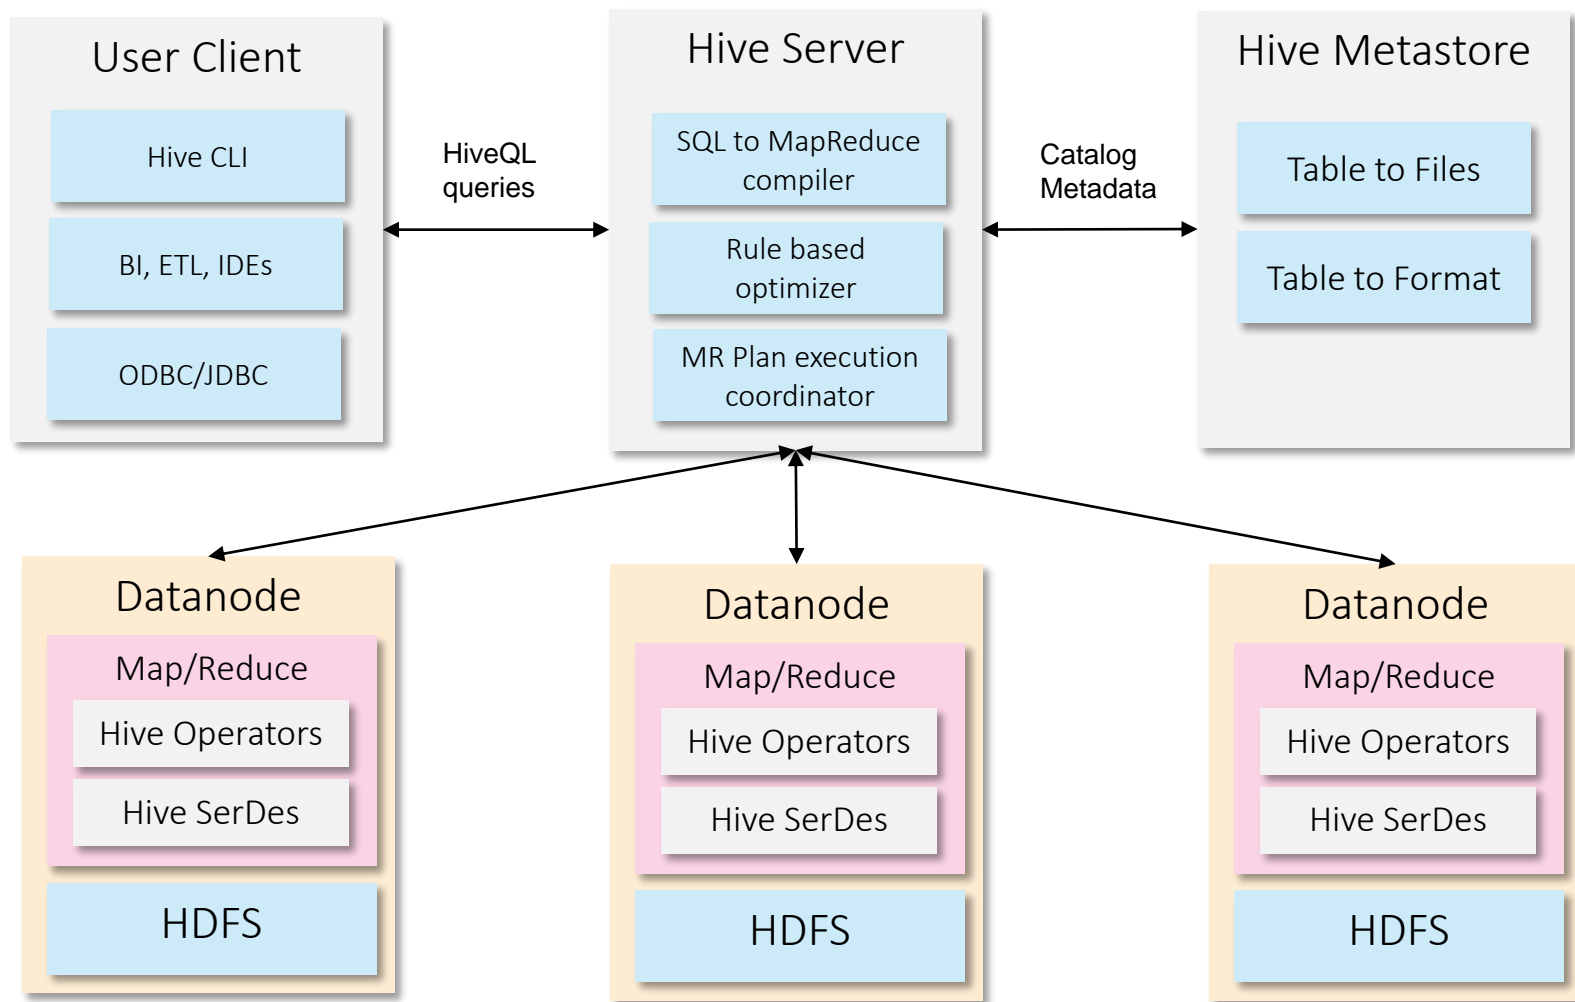 User Client
Hive CLI
BI, ETL, IDEs
ODBC/JDBC
HiveQL
queries
Hive Server
SQL to MapReduce
compiler
Rule based
optimizer
MR Plan execution
coordinator
Catalog
Metadata
Hive Metastore
Table to Files
Table to Format
Datanode
Map/Reduce
Hive Operators
Hive SerDes
HDFS
Datanode
Map/Reduce
Hive Operators
Hive SerDes
HDFS
Datanode
Map/Reduce
Hive Operators
Hive SerDes
HDFS